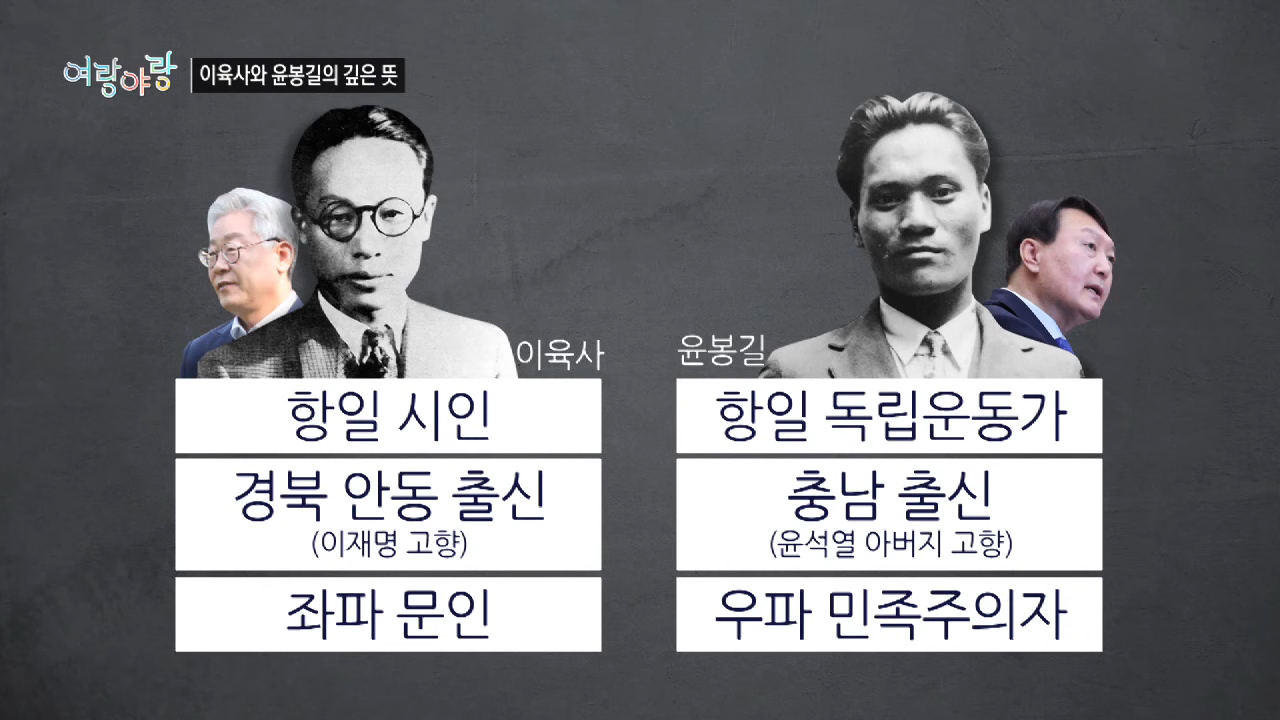 여랑야랑
이육사와 윤봉길의 깊은 뜻
이육사
항일 시인
경북 안동 출신
(이재명 고향)
좌파 문인
윤봉길
항일 독립운동가
충남 출신
(윤석열 아버지 고향)
우파 민족주의자